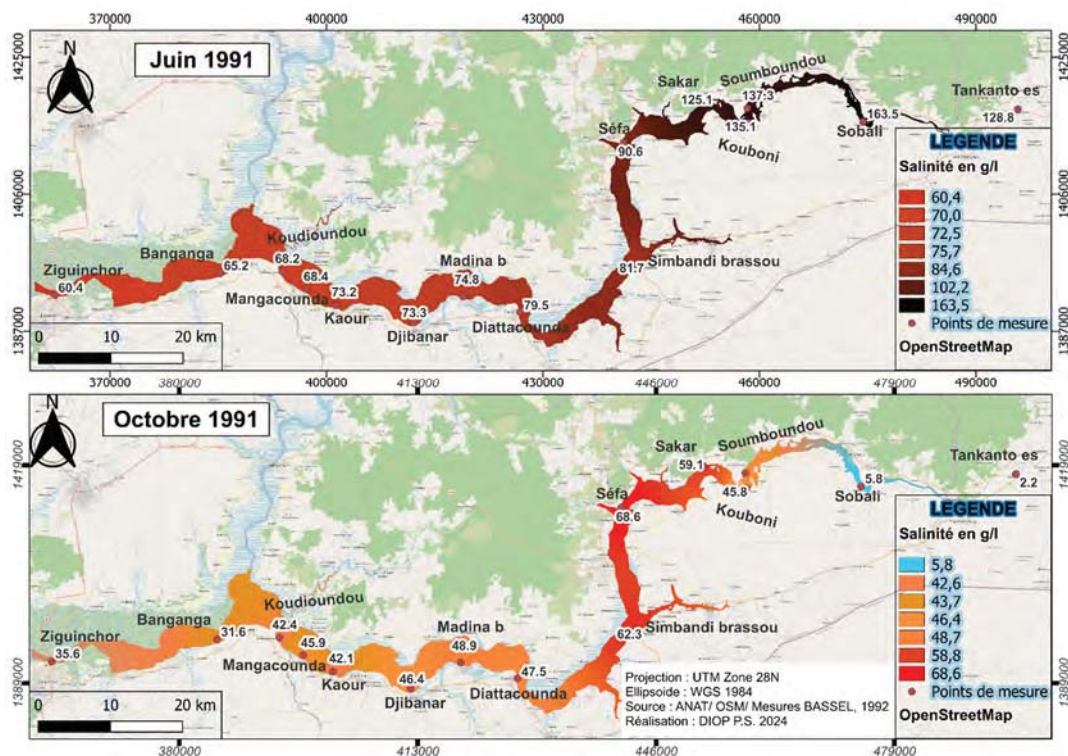 370000 400000 430000 460000 490000
N
Juin 1991
1425000
1425000
Sakar
Soumboundou
Tankanto es
125.1
137.3
163.5
128.8
135.1
Sobali
Séfa
Kouboni
90.6
1406000
1406000
Banganga
Koudioundou
Ziguinchor
65.2
68.2
Madina b
81.7
Simbandi brassou
60.4
68.4
74.8
Mangacounda
73.2
79.5
Kaour
73.3
Diattacounda
Djibanar
1387000
1387000
0 10 20 km
LEGENDE
Salinité en g/l
60,4
70,0
72,5
75,7
84,6
102,2
163,5
Points de mesure
OpenStreetMap
370000 380000 400000 413000 430000 446000 460000 479000 490000
N
Octobre 1991
1419000
1419000
Sakar
Soumboundou
Tankanto es
59.1
5.8
2.2
45.8
Sobali
Séfa
Kouboni
68.6
Banganga
Koudioundou
Ziguinchor
31.6
42.4
Madina b
62.3
Simbandi brassou
35.6
45.9
48.9
Mangacounda
42.1
47.5
Kaour
46.4
Diattacounda
Djibanar
1389000
1389000
0 10 20 km
LEGENDE
Salinité en g/l
5,8
42,6
43,7
46,4
48,7
58,8
68,6
Points de mesure
OpenStreetMap
Projection : UTM Zone 28N
Ellipsoide : WGS 1984
Source : ANAT/ OSM/ Mesures BASSEL, 1992
Réalisation : DIOP P.S. 2024
380000 413000 446000 479000